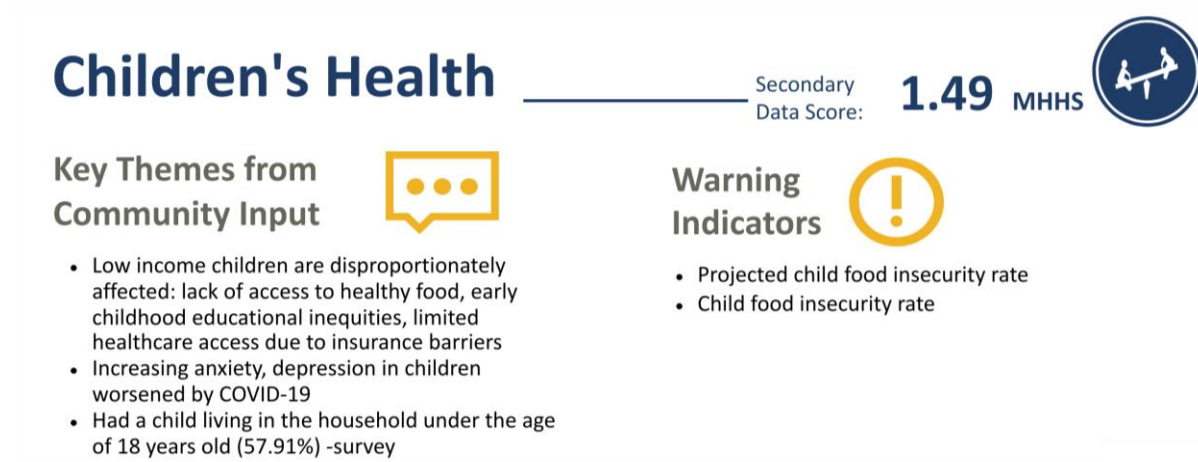 Children's Health
Secondary
Data Score:
1.49 MHHS
Key Themes from
Community Input
• Low income children are disproportionately
affected: lack of access to healthy food, early
childhood educational inequities, limited
healthcare access due to insurance barriers
• Increasing anxiety, depression in children
worsened by COVID-19
• Had a child living in the household under the age
of 18 years old (57.91%) -survey
Warning
Indicators
• Projected child food insecurity rate
• Child food insecurity rate